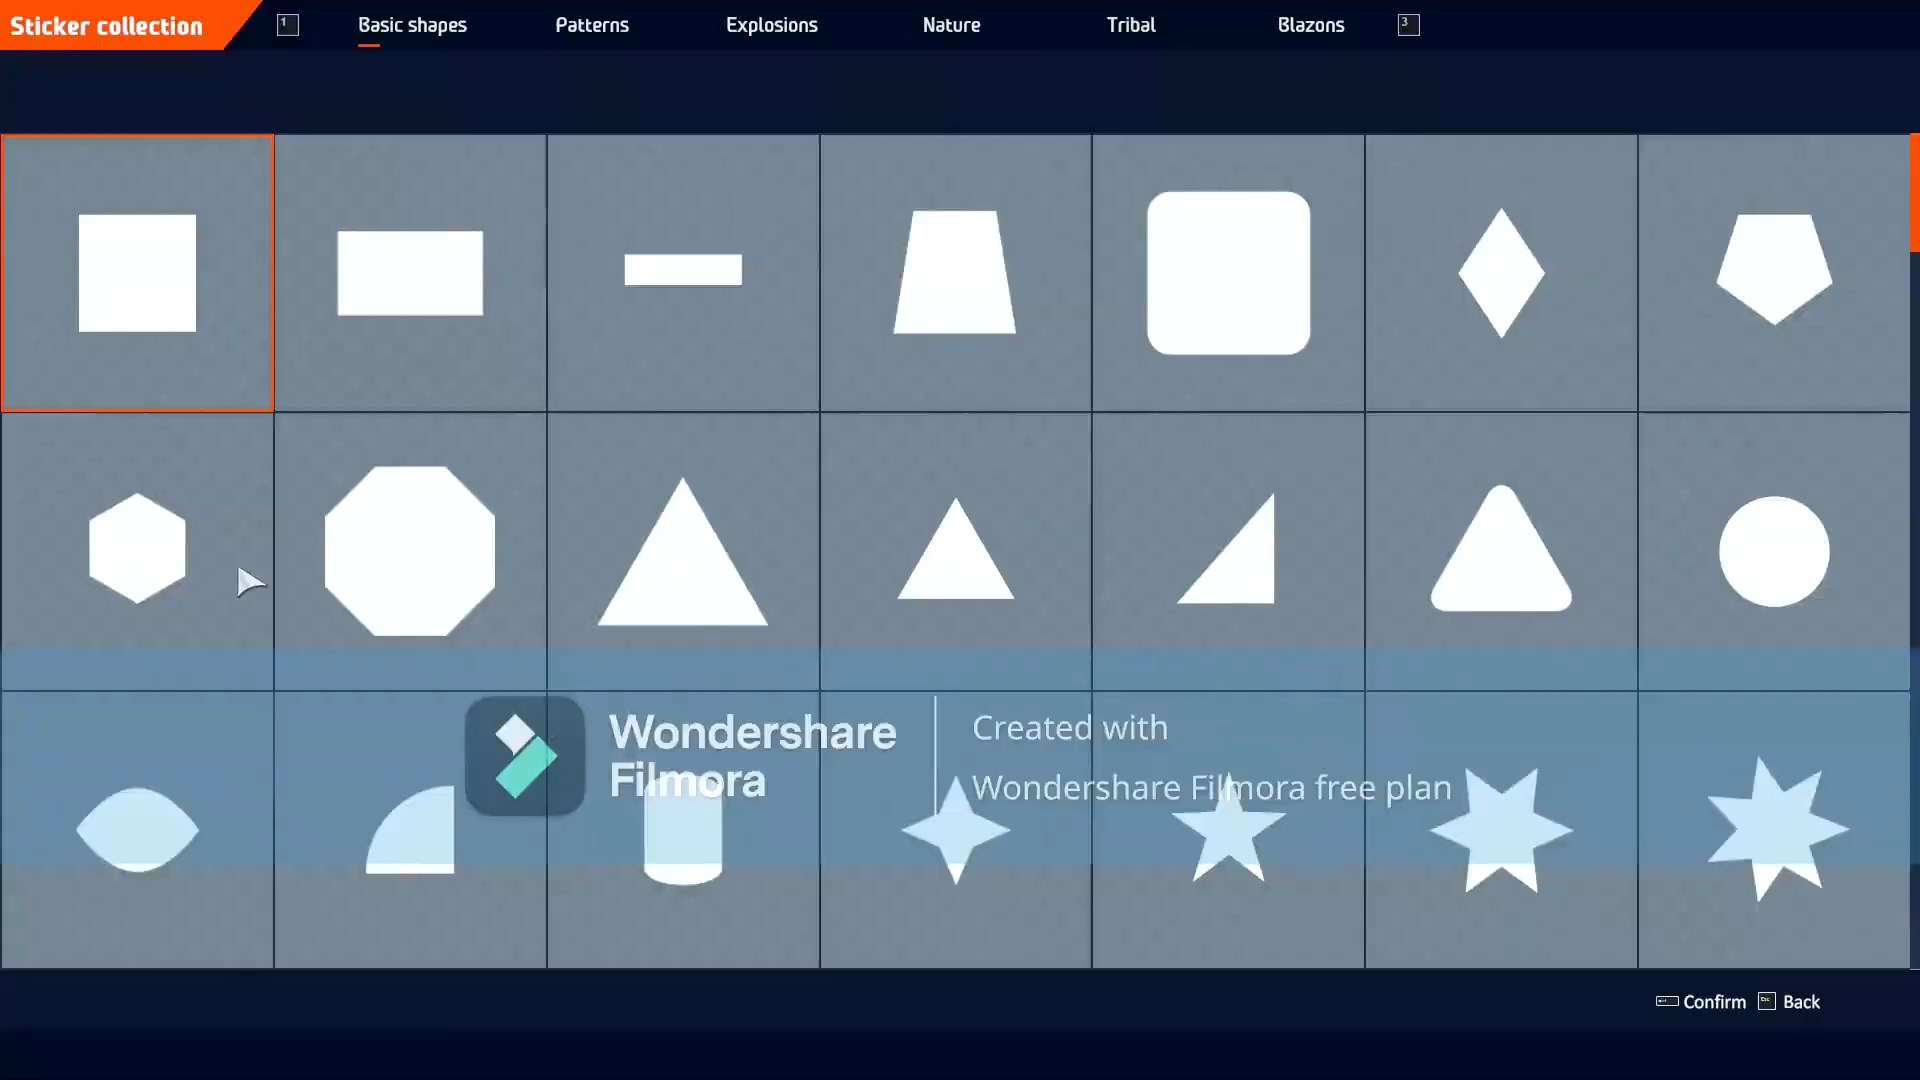 Sticker collection
1
Basic shapes
Patterns
Explosions
Nature
Tribal
Blazons
3
Wondershare
Filmora
Created with
Wondershare Filmora free plan
Confirm
Esc
Back